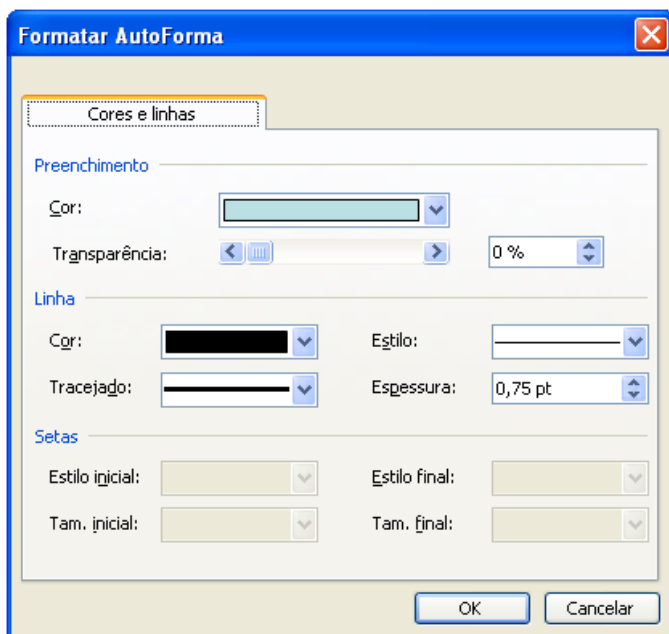 Formatar AutoForma
Cores e linhas
Preenchimento
Cor:
Transparência:
0 %
Linha
Cor:
Estilo:
Tracejado:
Espessura:
0,75 pt
Setas
Estilo inicial:
Estilo final:
Tam. inicial:
Tam. final:
OK
Cancelar